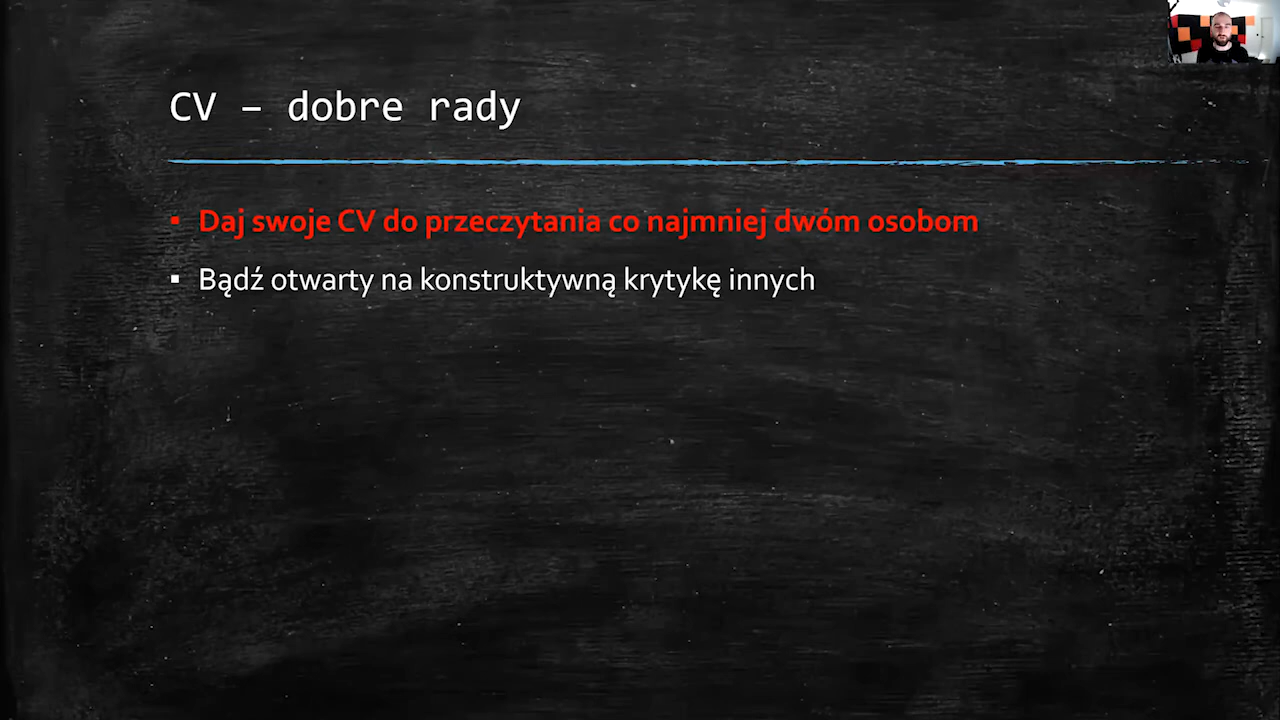 CV – dobre rady
▪ Daj swoje CV do przeczytania co najmniej dwóm osobom
▪ Bądź otwarty na konstruktywną krytykę innych